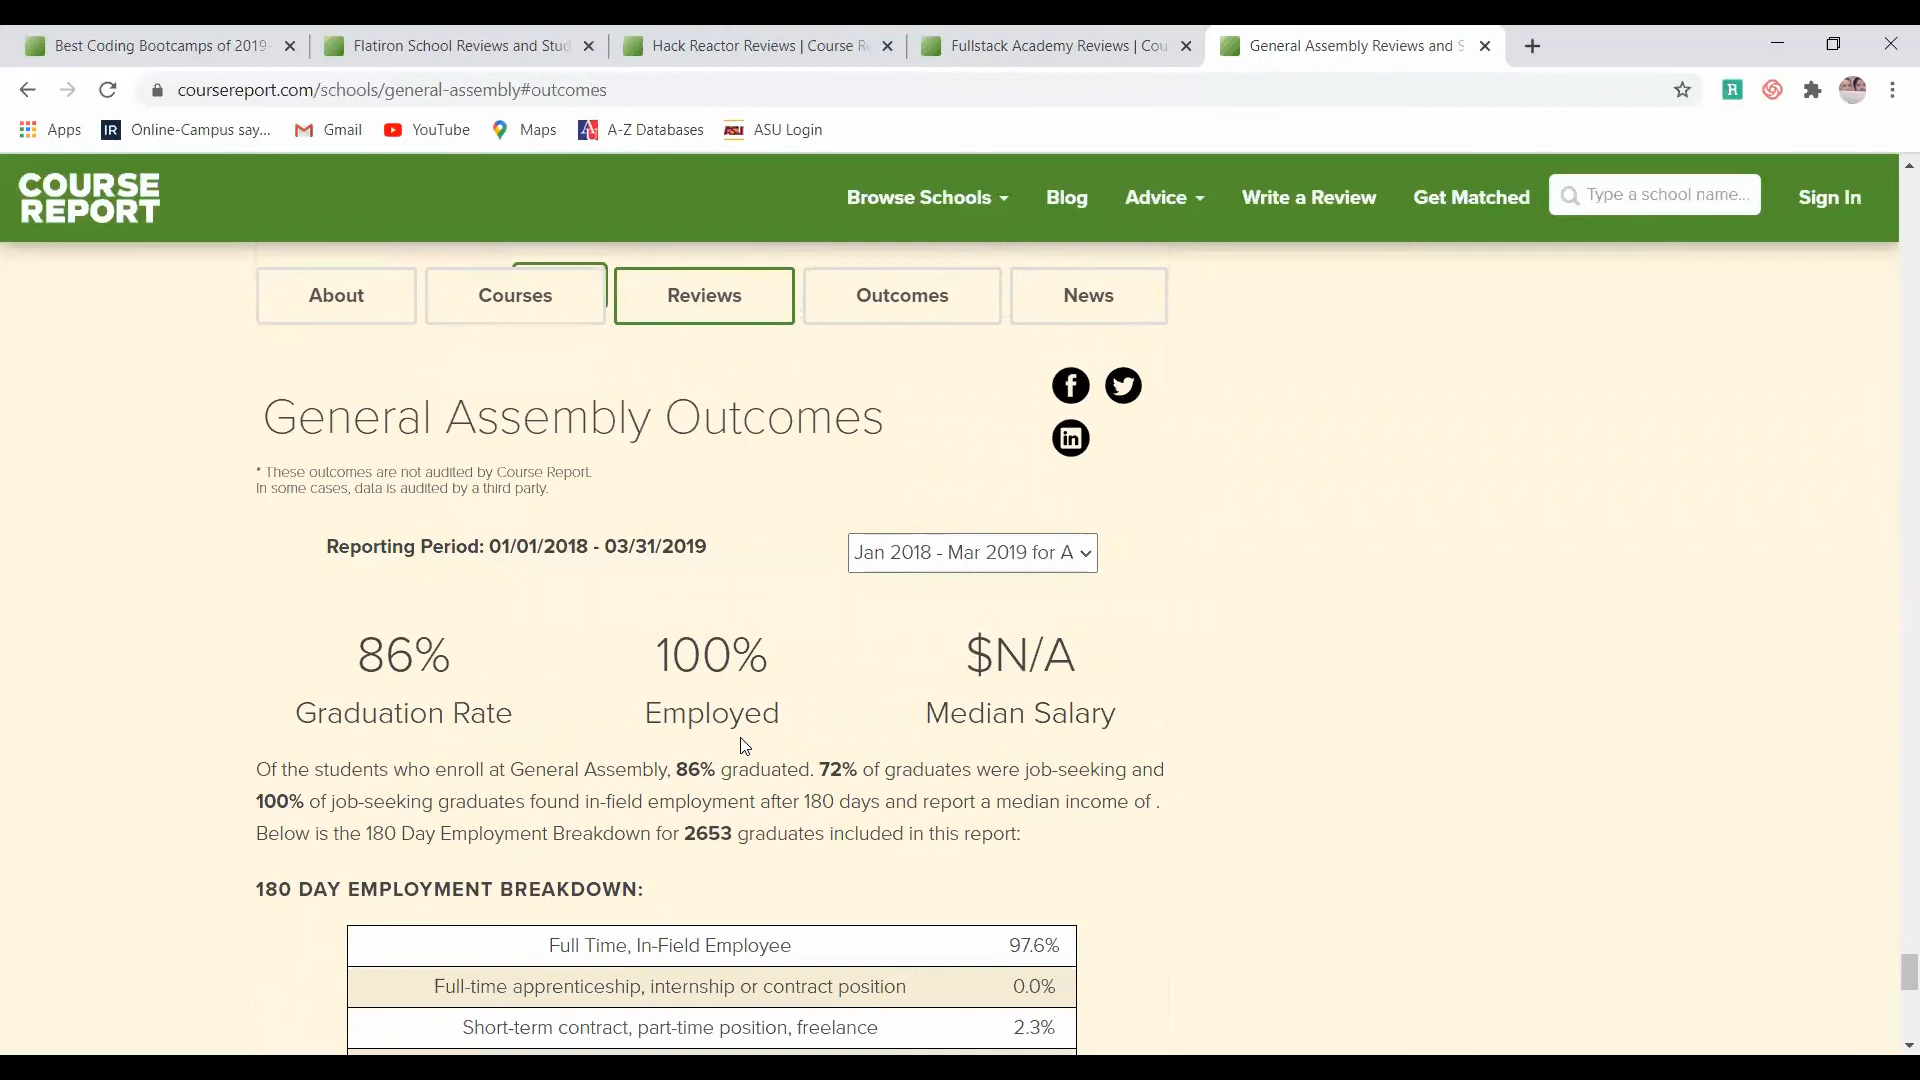 Best Coding Bootcamps of 2019-
Flatiron School Reviews and Stud
Hack Reactor Reviews | Course R
Fullstack Academy Reviews | Cou
General Assembly Reviews and S
coursereport.com/schools/general-assembly#outcomes
Apps
IR
Online-Campus say...
Gmail
YouTube
Maps
A-Z Databases
ASU
ASU Login
COURSE
REPORT
Browse Schools
Blog
Advice
Write a Review
Get Matched
Type a school name...
Sign In
About
Courses
Reviews
Outcomes
News
General Assembly Outcomes
* These outcomes are not audited by Course Report.
In some cases, data is audited by a third party.
Reporting Period: 01/01/2018 - 03/31/2019
Jan 2018 - Mar 2019 for A
86%
Graduation Rate
100%
Employed
$N/A
Median Salary
Of the students who enroll at General Assembly, 86% graduated. 72% of graduates were job-seeking and
100% of job-seeking graduates found in-field employment after 180 days and report a median income of .
Below is the 180 Day Employment Breakdown for 2653 graduates included in this report:
180 DAY EMPLOYMENT BREAKDOWN:
Full Time, In-Field Employee 97.6%
Full-time apprenticeship, internship or contract position 0.0%
Short-term contract, part-time position, freelance 2.3%